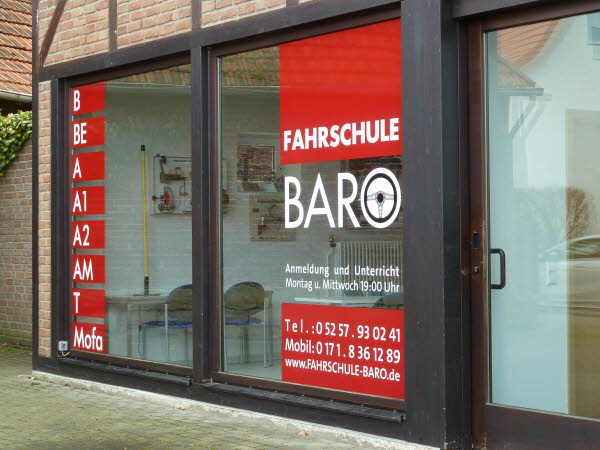 B
BE
A
A1
A2
AM
T
Mofa
FAHRSCHULE
BARO
Anmeldung und Unterricht
Montag u. Mittwoch 19:00 Uhr
Tel.: 0 52 57. 93 02 41
Mobil: 0 171. 8 36 12 89
www.FAHRSCHULE-BARO.de